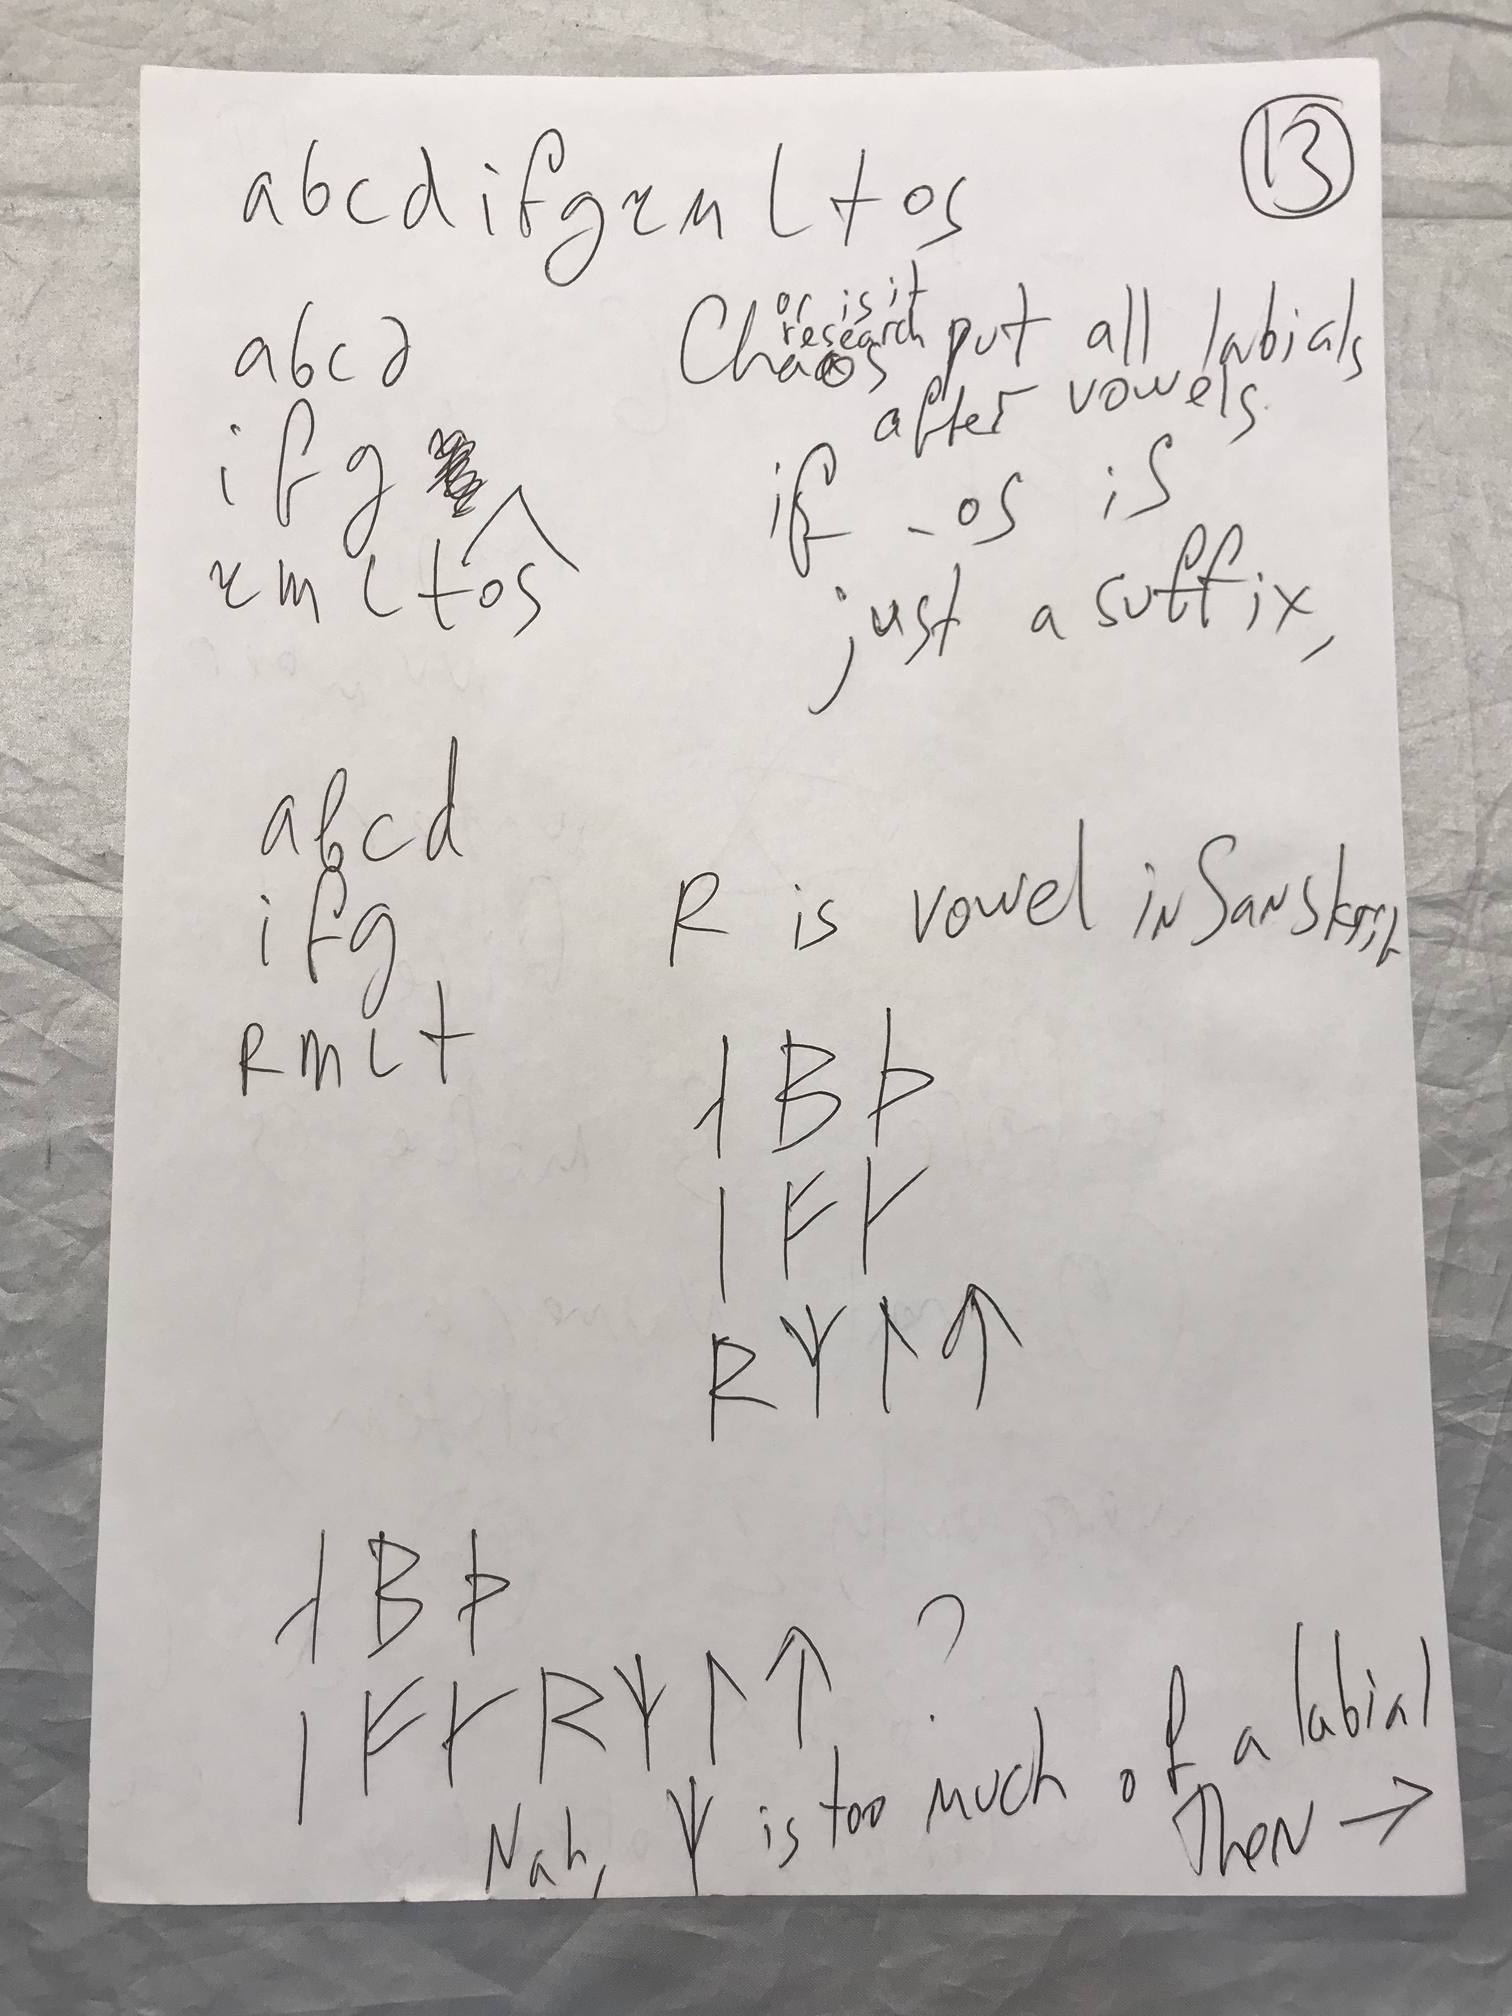 13
abcdifgrmltos
abcd
ifg
rmltos
or is it
research
Chaos put all labials
after vowels
if -os is
just a suffix,
abcd
ifg
Rmlt
R is vowel in Sanskrit
ᛆ ᛒ ᚦ
ᛁ ᚠ ᚴ
ᚱ ᛘ ᛚ ↑
ᛆ ᛒ ᚦ
ᛁ ᚠ ᚴ ᚱ ᛘ ᛚ ↑ ?
Nah, ᛘ is too much of a labial
Then →